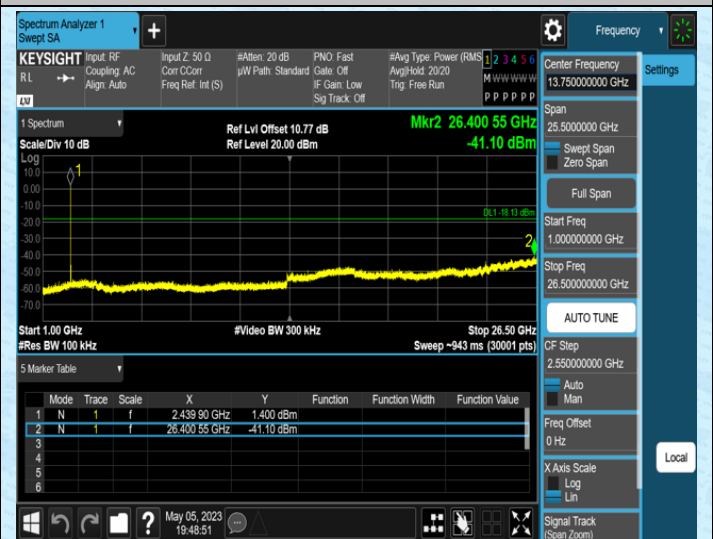 Spectrum Analyzer 1
Swept SA
Frequency
KEYSIGHT
RL
LXI
Input: RF
Coupling: AC
Align: Auto
Input Z: 50 Ω
Corr CCorr
Freq Ref: Int (S)
#Atten: 20 dB
µW Path: Standard
PNO: Fast
Gate: Off
IF Gain: Low
Sig Track: Off
#Avg Type: Power (RMS
Avg|Hold: 20/20
Trig: Free Run
1 2 3 4 5 6
M W W W W W
P P P P P P
1 Spectrum
Scale/Div 10 dB
Ref Lvl Offset 10.77 dB
Ref Level 20.00 dBm
Mkr2 26.400 55 GHz
-41.10 dBm
Log
10.0
0.00
-10.0
-20.0
-30.0
-40.0
-50.0
-60.0
-70.0
1
DL1 -18.13 dBm
2
Start 1.00 GHz
#Res BW 100 kHz
#Video BW 300 kHz
Stop 26.50 GHz
Sweep ~943 ms (30001 pts)
5 Marker Table
Mode Trace Scale X Y Function Function Width Function Value
1 N 1 f 2.439 90 GHz 1.400 dBm
2 N 1 f 26.400 55 GHz -41.10 dBm
3
4
5
6
May 05, 2023
19:48:51
Center Frequency
13.750000000 GHz
Settings
Span
25.5000000 GHz
Swept Span
Zero Span
Full Span
Start Freq
1.000000000 GHz
Stop Freq
26.500000000 GHz
AUTO TUNE
CF Step
2.550000000 GHz
Auto
Man
Freq Offset
0 Hz
X Axis Scale
Log
Lin
Local
Signal Track
(Span Zoom)